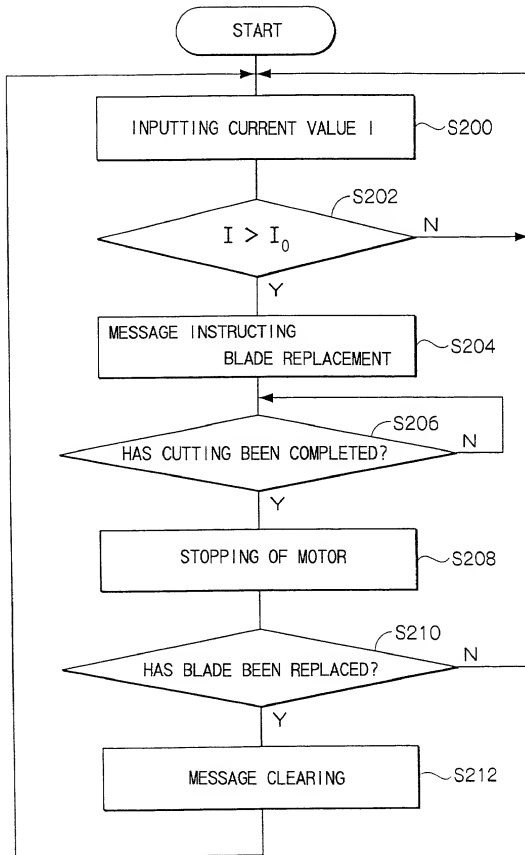 START
INPUTTING CURRENT VALUE I
S200
S202
I > I0
N
Y
MESSAGE INSTRUCTING
BLADE REPLACEMENT
S204
S206
HAS CUTTING BEEN COMPLETED?
N
Y
STOPPING OF MOTOR
S208
S210
HAS BLADE BEEN REPLACED?
N
Y
MESSAGE CLEARING
S212